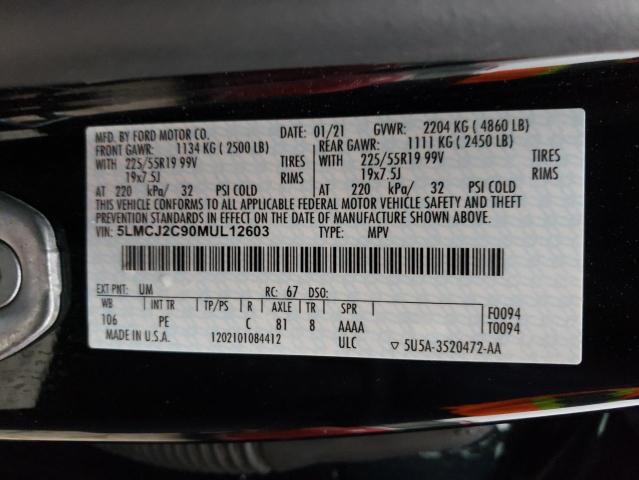 MFD. BY FORD MOTOR CO. DATE: 01/21 GVWR: 2204 KG ( 4860 LB)
FRONT GAWR: 1134 KG ( 2500 LB) REAR GAWR: 1111 KG ( 2450 LB)
WITH 225/55R19 99V TIRES WITH 225/55R19 99V TIRES
19x7.5J RIMS 19x7.5J RIMS
AT 220 kPa/ 32 PSI COLD AT 220 kPa/ 32 PSI COLD
THIS VEHICLE CONFORMS TO ALL APPLICABLE FEDERAL MOTOR VEHICLE SAFETY AND THEFT
PREVENTION STANDARDS IN EFFECT ON THE DATE OF MANUFACTURE SHOWN ABOVE.
VIN: 5LMCJ2C90MUL12603 TYPE: MPV
EXT PNT: UM RC: 67 DSO:
WB INT TR TP/PS R AXLE TR SPR F0094
106 PE C 81 8 AAAA T0094
MADE IN U.S.A. 1202101084412 ULC ▽ 5U5A-3520472-AA